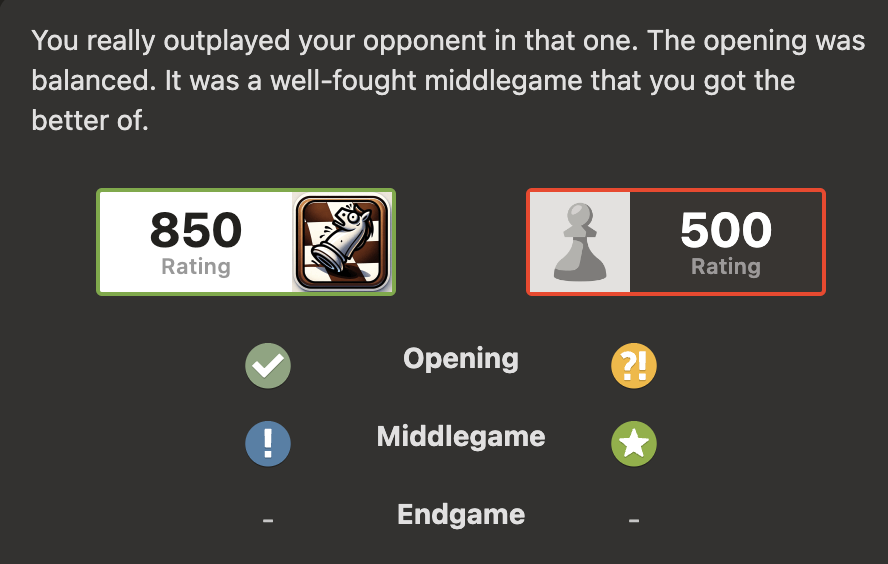 You really outplayed your opponent in that one. The opening was
balanced. It was a well-fought middlegame that you got the
better of.
850
Rating
500
Rating
Opening
?!
!
Middlegame
-
Endgame
-